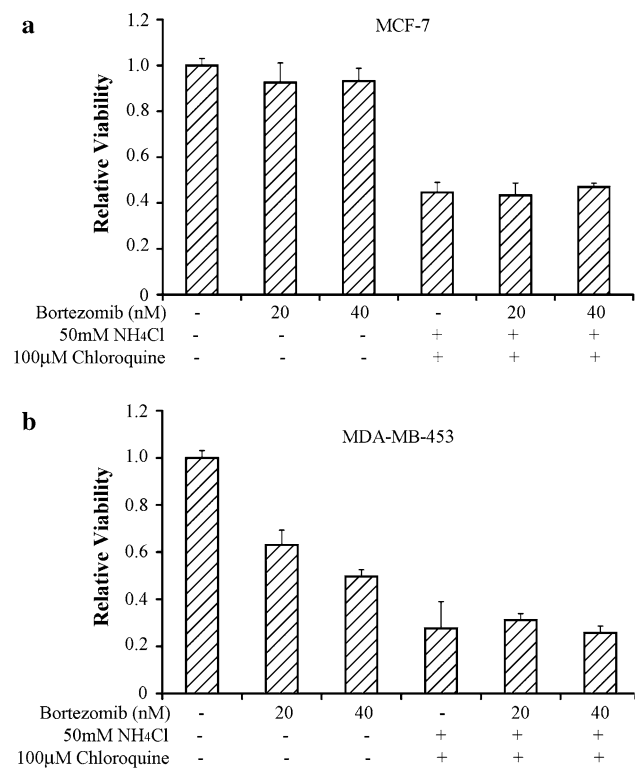 a
MCF-7
Relative Viability
1.2
1.0
0.8
0.6
0.4
0.2
0
Bortezomib (nM) - 20 40 - 20 40
50mM NH4Cl - - - + + +
100μM Chloroquine - - - + + +
b
MDA-MB-453
Relative Viability
1.2
1.0
0.8
0.6
0.4
0.2
0
Bortezomib (nM) - 20 40 - 20 40
50mM NH4Cl - - - + + +
100μM Chloroquine - - - + + +